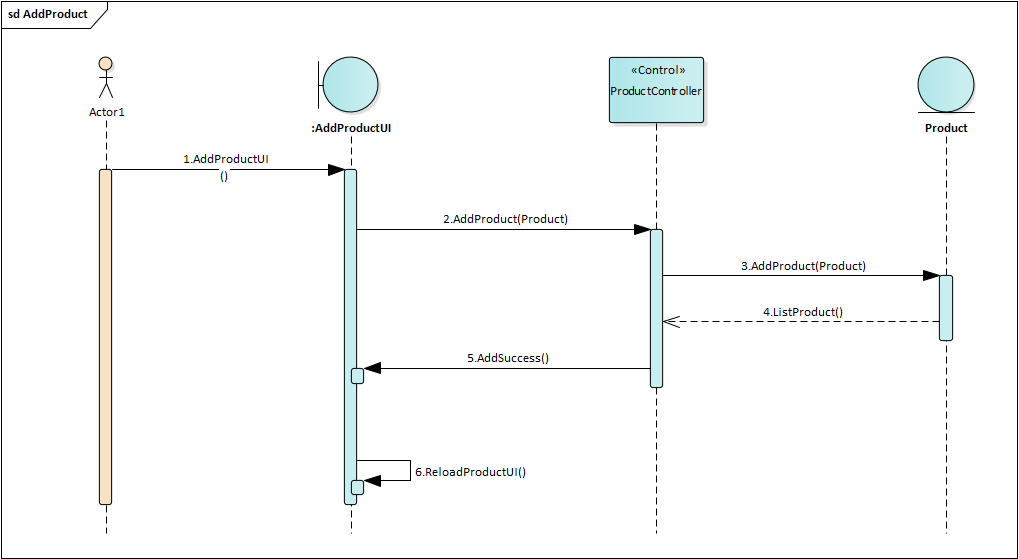 sd AddProduct
Actor1
:AddProductUI
«Control»
ProductController
Product
1.AddProductUI
()
2.AddProduct(Product)
3.AddProduct(Product)
4.ListProduct()
5.AddSuccess()
6.ReloadProductUI()